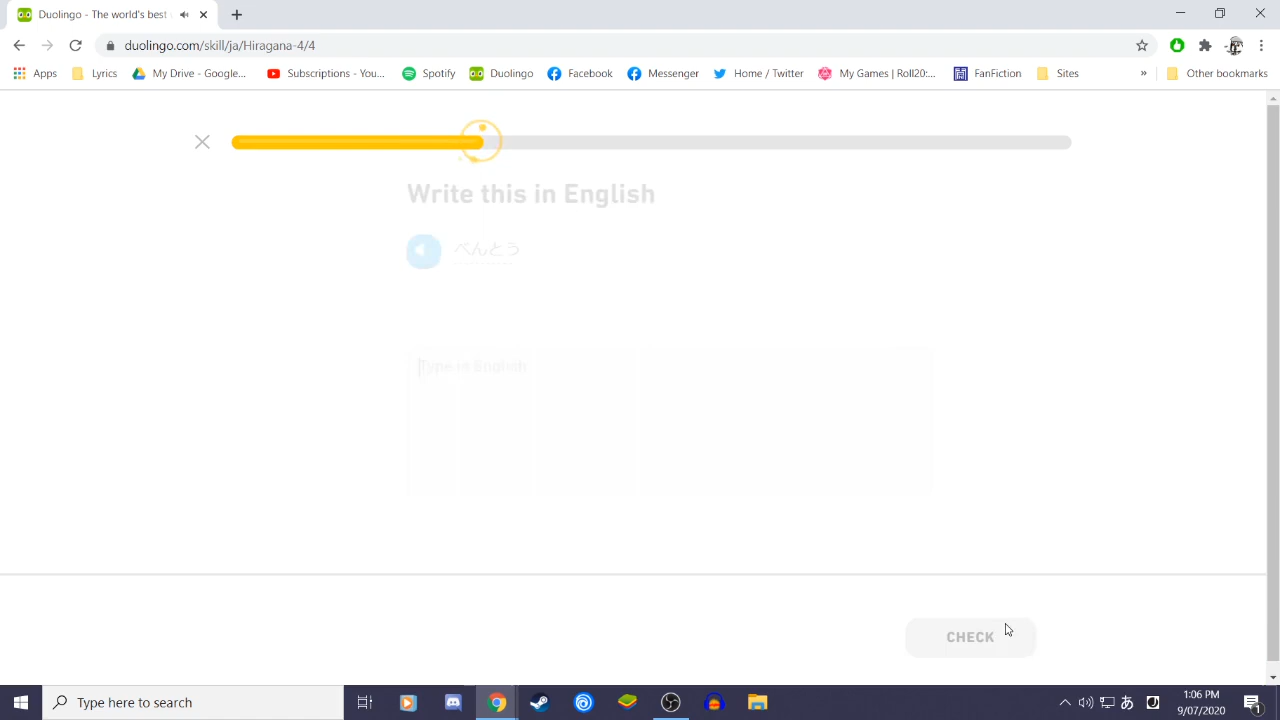 Duolingo - The world's best
duolingo.com/skill/ja/Hiragana-4/4
Apps Lyrics My Drive - Google... Subscriptions - You... Spotify Duolingo Facebook Messenger Home / Twitter My Games | Roll20:... FanFiction Sites » Other bookmarks
Write this in English
べんとう
Type in English
CHECK
Type here to search
あ
1:06 PM
9/07/2020
1